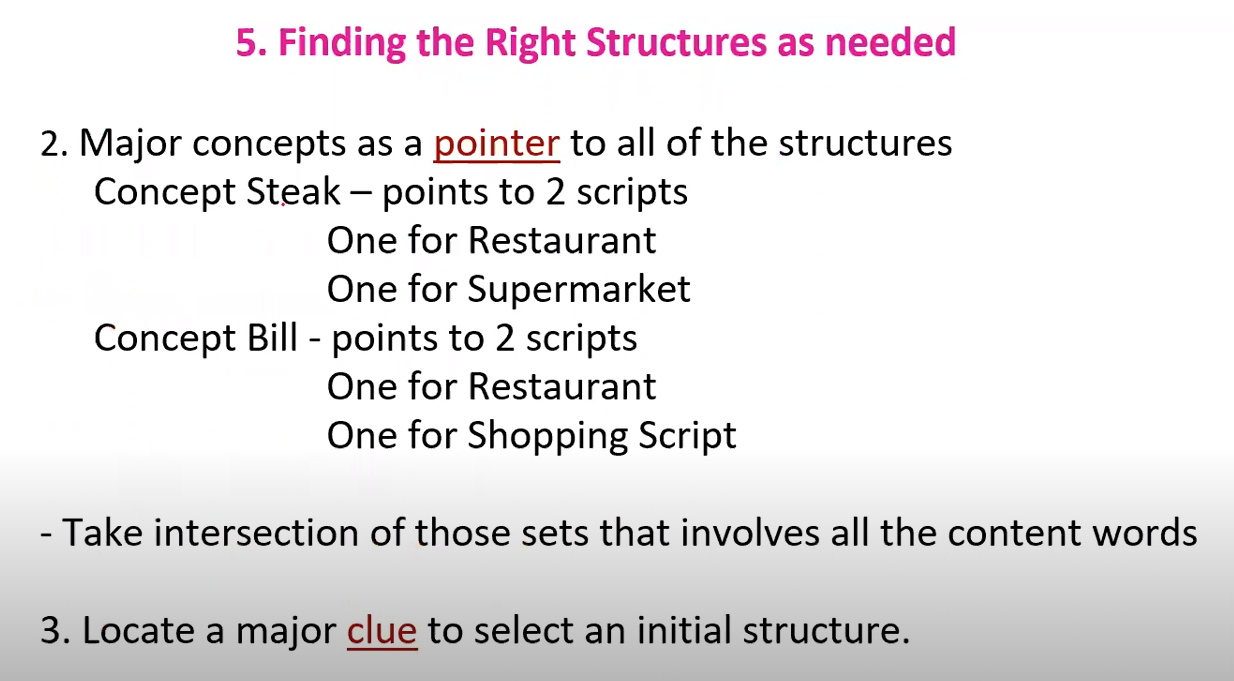 5. Finding the Right Structures as needed
2. Major concepts as a pointer to all of the structures
Concept Steak – points to 2 scripts
One for Restaurant
One for Supermarket
Concept Bill - points to 2 scripts
One for Restaurant
One for Shopping Script
- Take intersection of those sets that involves all the content words
3. Locate a major clue to select an initial structure.